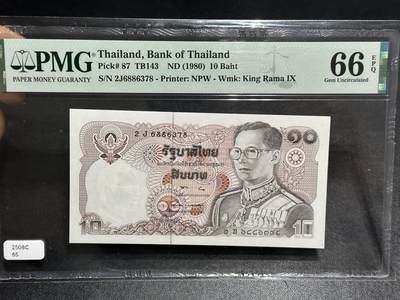 PMG
PAPER MONEY GUARANTY
Thailand, Bank of Thailand
Pick# 87 TB143 ND (1980) 10 Baht
S/N 2J6886378 - Printer: NPW - Wmk: King Rama IX
66 EPQ
Gem Uncirculated
2 J 6886378
๑๐
รัฐบาลไทย
สิบบาท
10
10
2508C
65